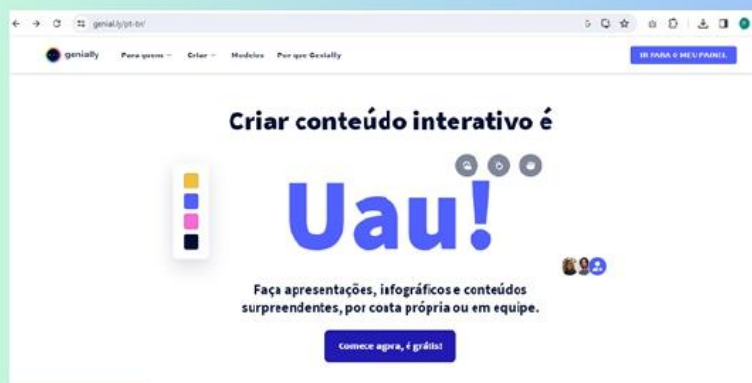 genial.ly/pt-br/
genially Para quem Criar Modelos Por que Genially IR PARA O MEU PAINEL
Criar conteúdo interativo é
Uau!
Faça apresentações, infográficos e conteúdos
surpreendentes, por conta própria ou em equipe.
Comece agora, é grátis!